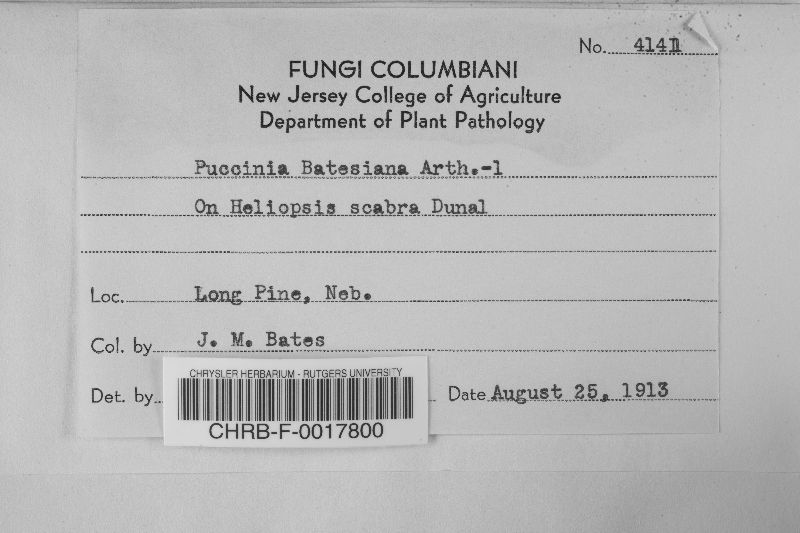 No. 4141
FUNGI COLUMBIANI
New Jersey College of Agriculture
Department of Plant Pathology
Puccinia Batesiana Arth.-1
On Heliopsis scabra Dunal
Loc. Long Pine, Neb.
Col. by J. M. Bates
Det. by
Date August 25, 1913
CHRYSLER HERBARIUM - RUTGERS UNIVERSITY
CHRB-F-0017800